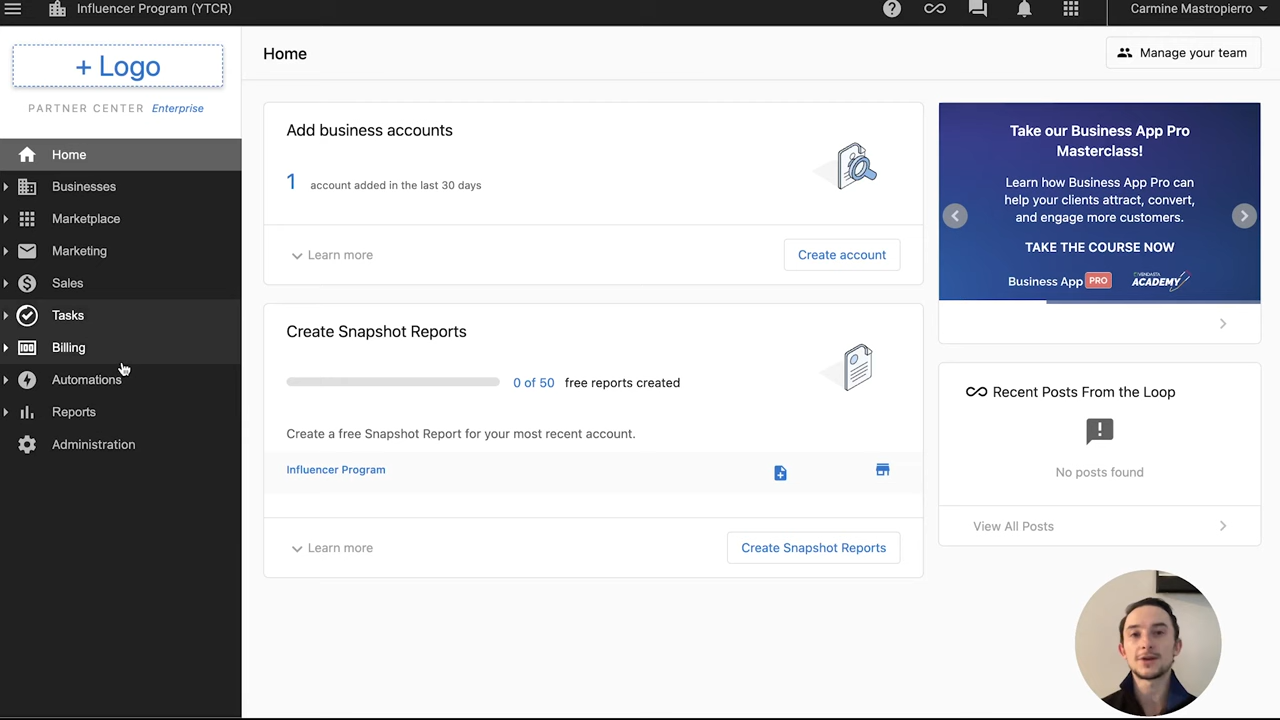 Influencer Program (YTCR)
Carmine Mastropierro
+ Logo
PARTNER CENTER Enterprise
Home
Businesses
Marketplace
Marketing
Sales
Tasks
Billing
Automations
Reports
Administration
Home
Manage your team
Add business accounts
1 account added in the last 30 days
Learn more
Create account
Create Snapshot Reports
0 of 50 free reports created
Create a free Snapshot Report for your most recent account.
Influencer Program
Learn more
Create Snapshot Reports
Take our Business App Pro
Masterclass!
Learn how Business App Pro can
help your clients attract, convert,
and engage more customers.
TAKE THE COURSE NOW
Business App PRO
VENDASTA
ACADEMY
Recent Posts From the Loop
No posts found
View All Posts